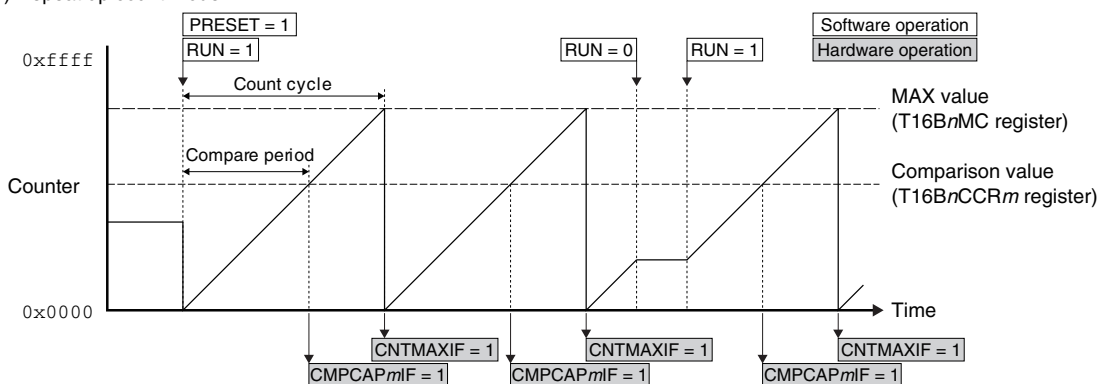 PRESET = 1
RUN = 1
RUN = 0
RUN = 1
Software operation
Hardware operation
0xffff
Count cycle
MAX value
(T16BnMC register)
Compare period
Counter
Comparison value
(T16BnCCRm register)
0x0000
Time
CNTMAXIF = 1
CNTMAXIF = 1
CNTMAXIF = 1
CMPCAPmIF = 1
CMPCAPmIF = 1
CMPCAPmIF = 1